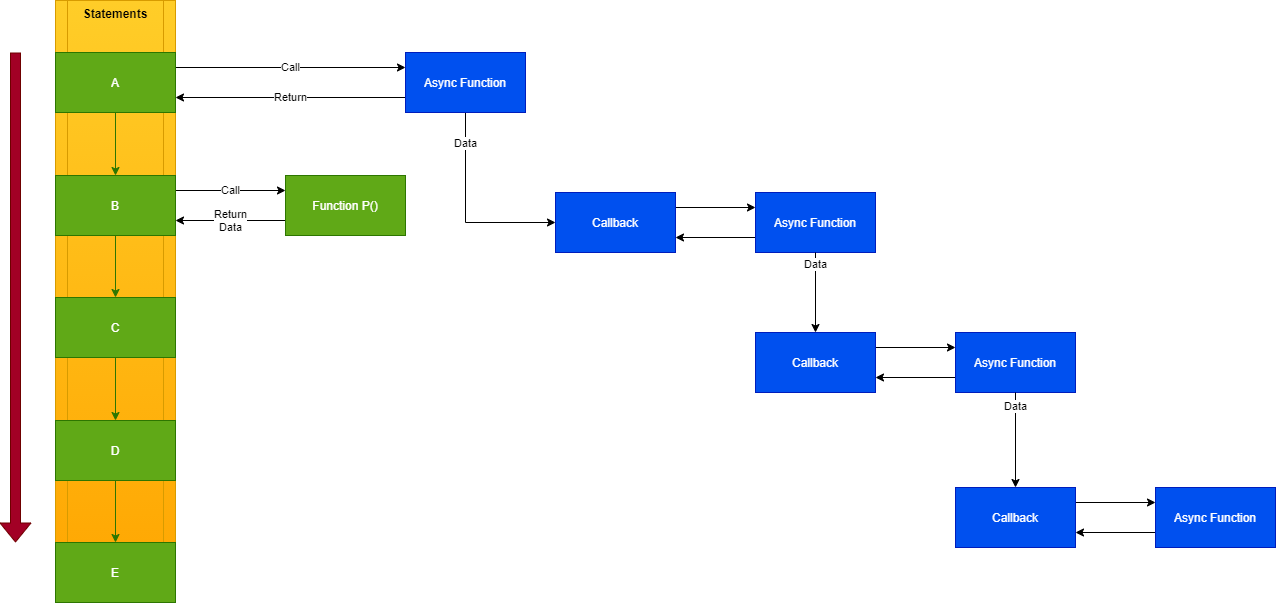 Statements
A
Call
Async Function
Return
Data
B
Call
Function P()
Return
Data
Callback
Async Function
Data
C
Callback
Async Function
Data
D
Callback
Async Function
E